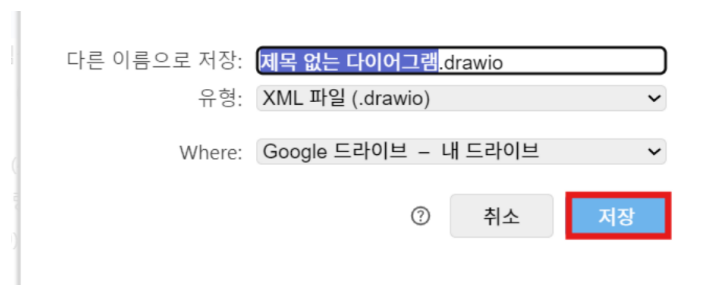 다른 이름으로 저장: 제목 없는 다이어그램.drawio
유형: XML 파일 (.drawio)
Where: Google 드라이브 – 내 드라이브
? 취소 저장